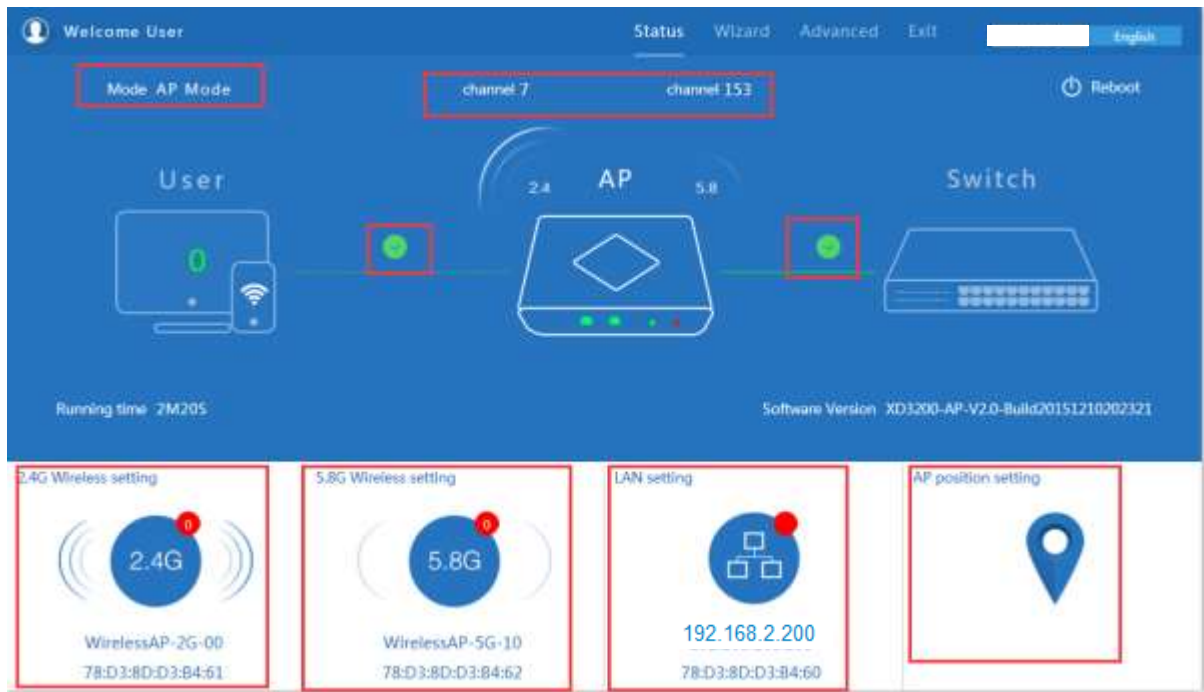 Welcome User
Status Wizard Advanced Exit English
Mode AP Mode
channel 7 channel 153
Reboot
User AP Switch
2.4 5.8
0
Running time 2M20S
Software Version XD3200-AP-V2.0-Build20151210202321
2.4G Wireless setting
5.8G Wireless setting
LAN setting
AP position setting
0
2.4G
0
5.8G
WirelessAP-2G-00
78:D3:8D:D3:B4:61
WirelessAP-5G-10
78:D3:8D:D3:B4:62
192.168.2.200
78:D3:8D:D3:B4:60